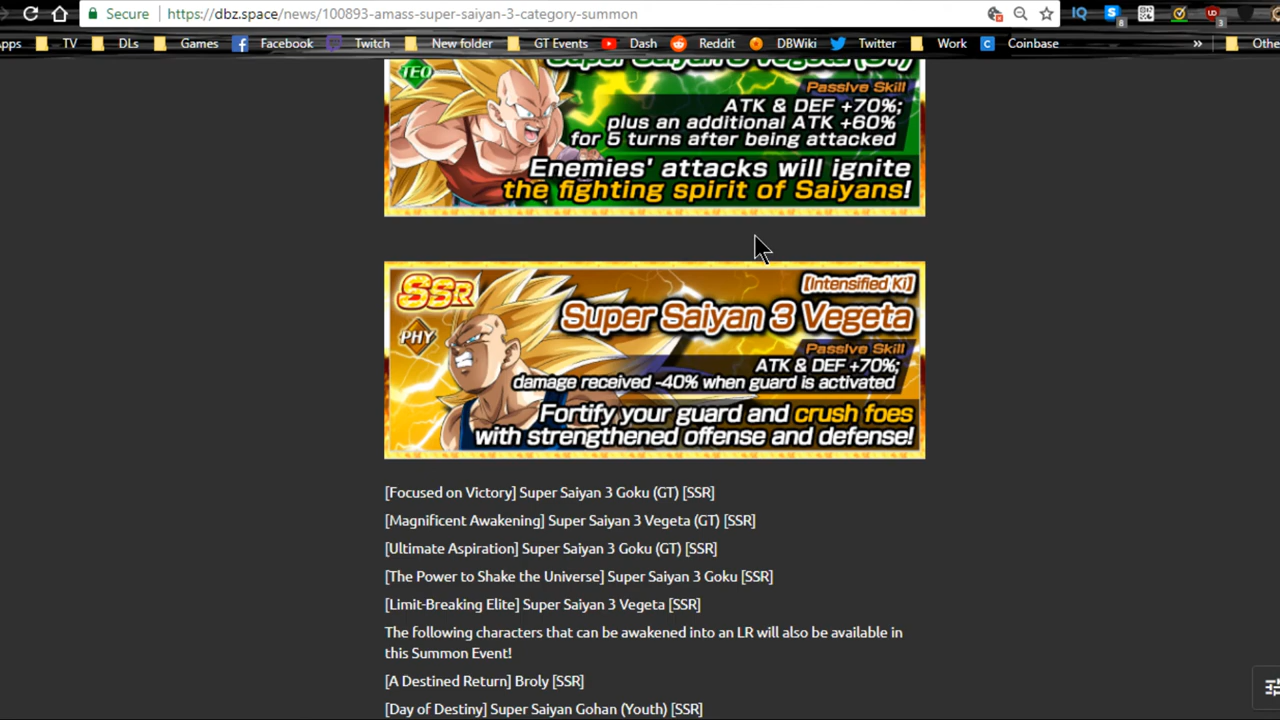 Secure https://dbz.space/news/100893-amass-super-saiyan-3-category-summon
Apps TV DLs Games Facebook Twitch New folder GT Events Dash Reddit DBWiki Twitter Work Coinbase » Othe
TEQ
Super Saiyan 3 Vegeta (GT)
Passive Skill
ATK & DEF +70%;
plus an additional ATK +60%
for 5 turns after being attacked
Enemies' attacks will ignite
the fighting spirit of Saiyans!
SSR
[Intensified Ki]
PHY
Super Saiyan 3 Vegeta
Passive Skill
ATK & DEF +70%;
damage received -40% when guard is activated
Fortify your guard and crush foes
with strengthened offense and defense!
[Focused on Victory] Super Saiyan 3 Goku (GT) [SSR]
[Magnificent Awakening] Super Saiyan 3 Vegeta (GT) [SSR]
[Ultimate Aspiration] Super Saiyan 3 Goku (GT) [SSR]
[The Power to Shake the Universe] Super Saiyan 3 Goku [SSR]
[Limit-Breaking Elite] Super Saiyan 3 Vegeta [SSR]
The following characters that can be awakened into an LR will also be available in
this Summon Event!
[A Destined Return] Broly [SSR]
[Day of Destiny] Super Saiyan Gohan (Youth) [SSR]